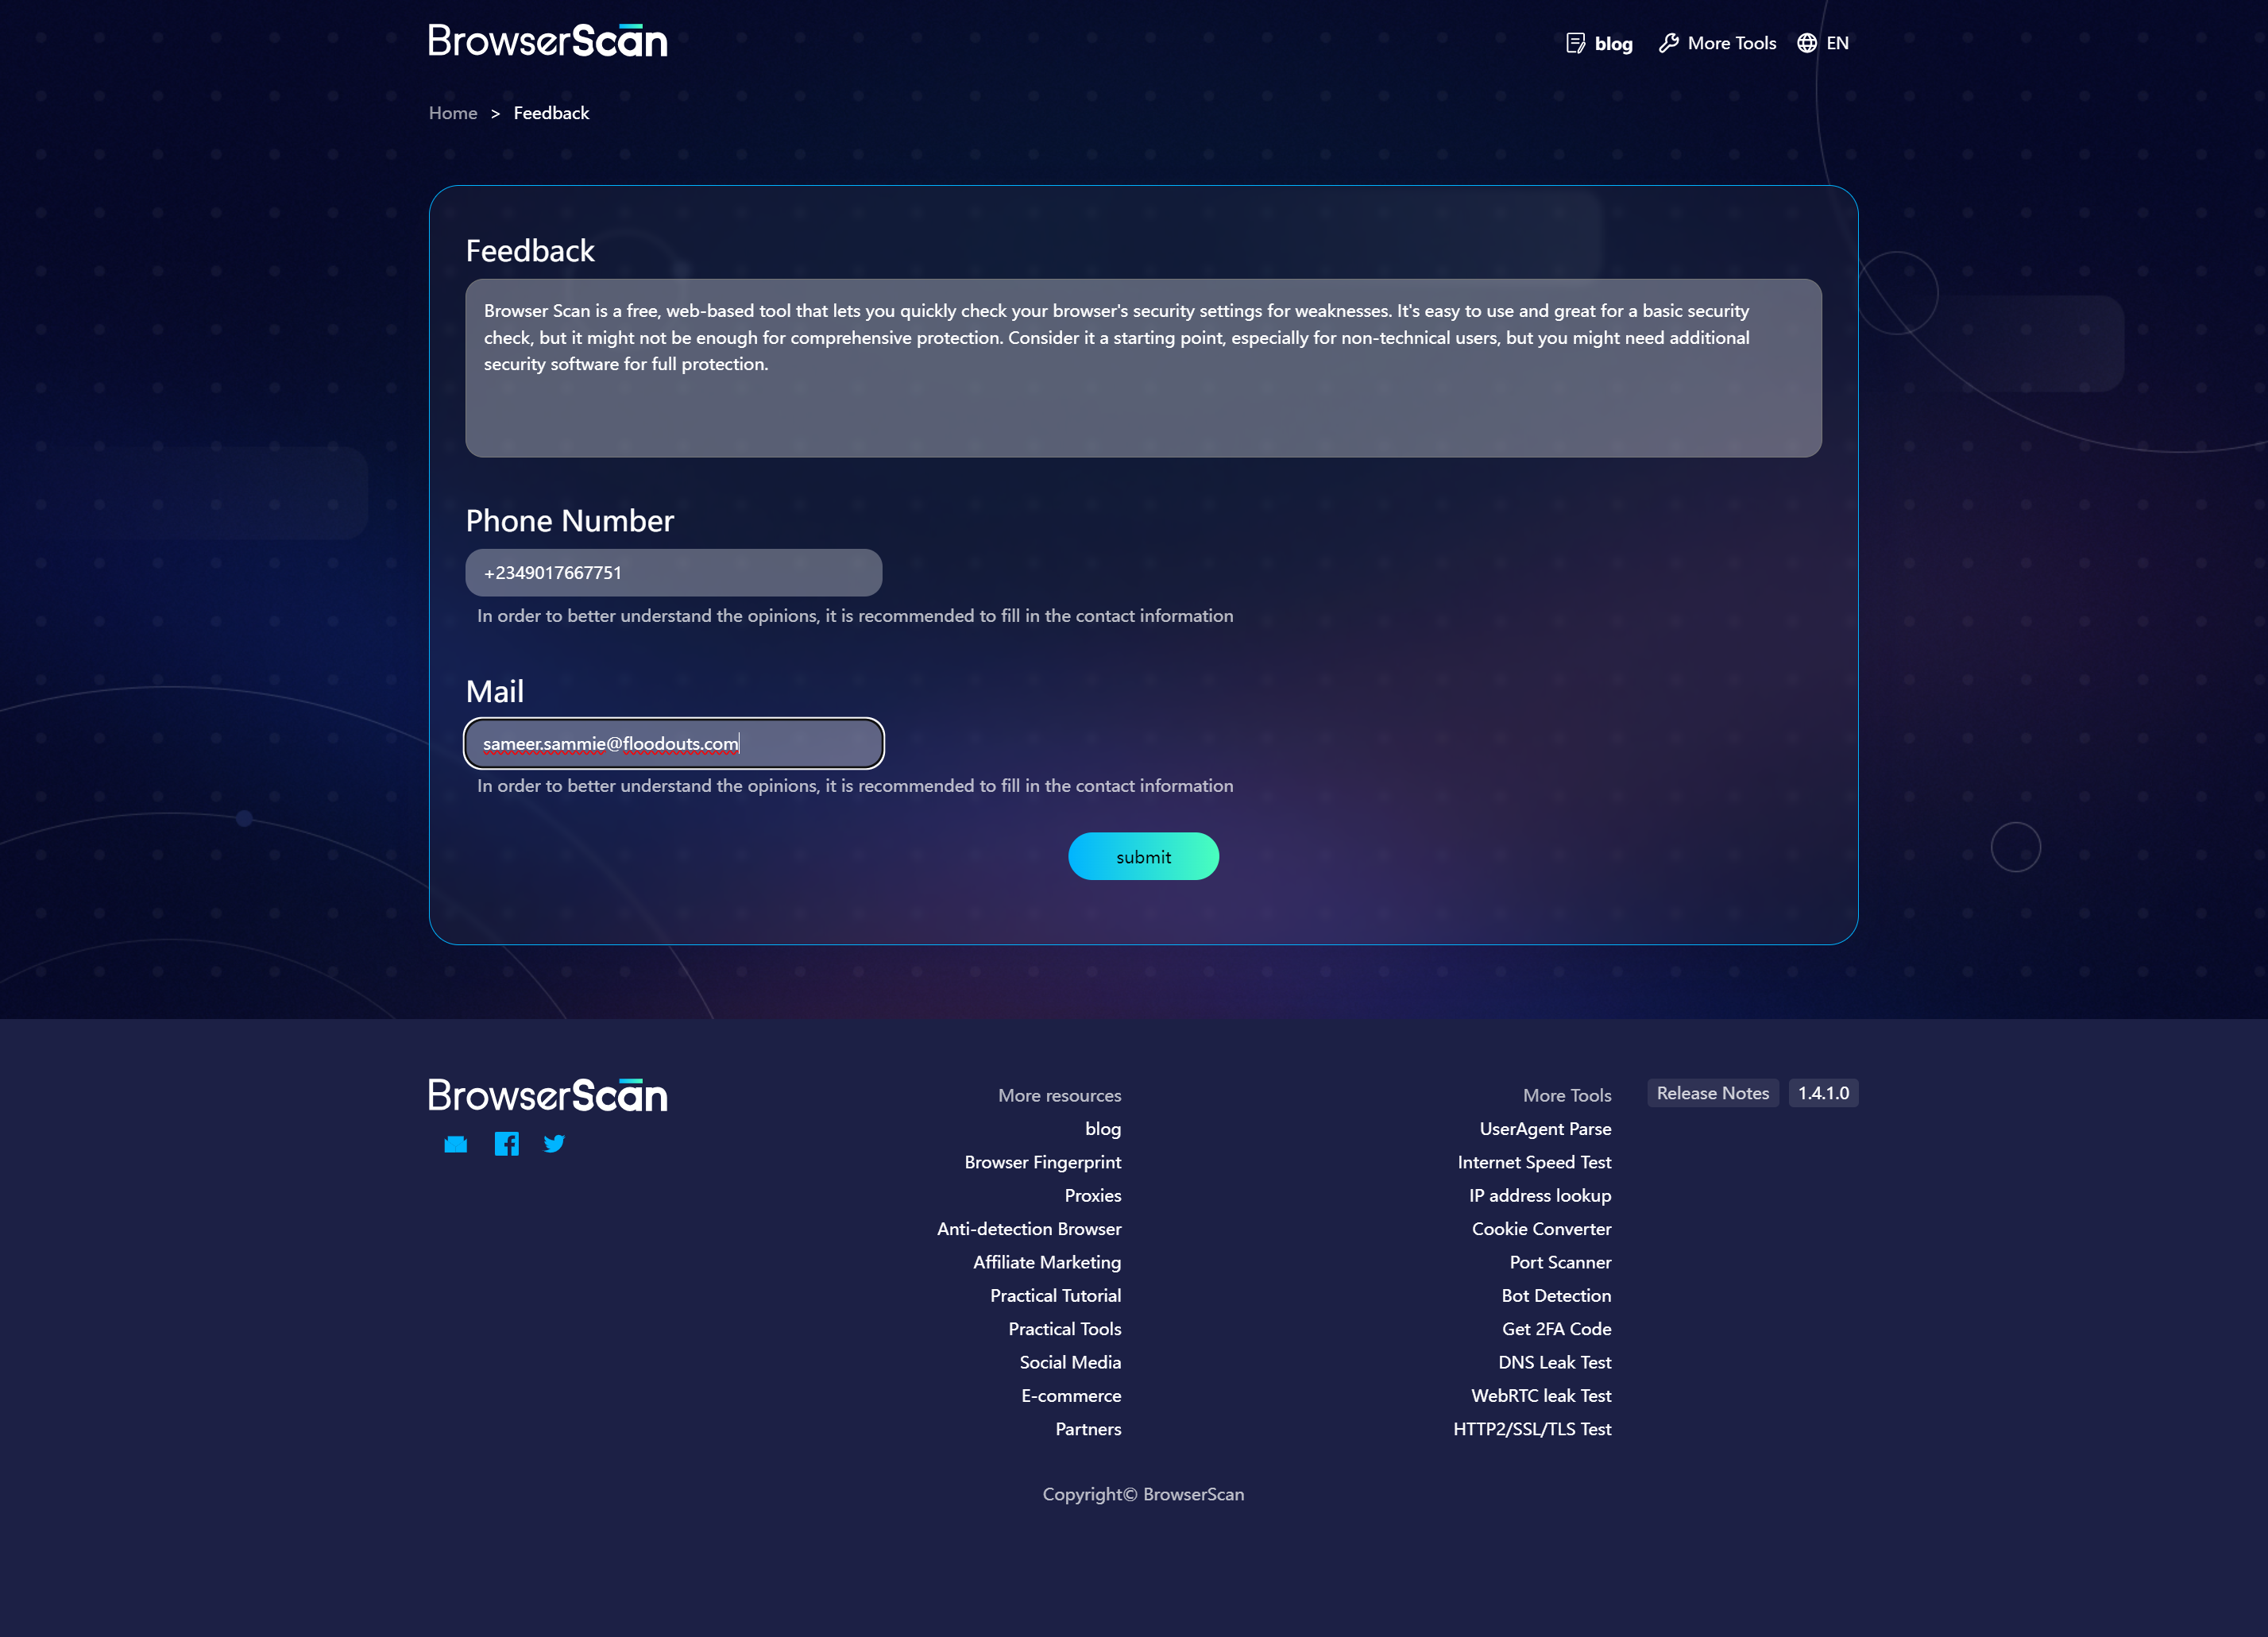 BrowserScan
blog
More Tools
EN
Home > Feedback
Feedback
Browser Scan is a free, web-based tool that lets you quickly check your browser's security settings for weaknesses. It's easy to use and great for a basic security
check, but it might not be enough for comprehensive protection. Consider it a starting point, especially for non-technical users, but you might need additional
security software for full protection.
Phone Number
+2349017667751
In order to better understand the opinions, it is recommended to fill in the contact information
Mail
sameer.sammie@floodouts.com
In order to better understand the opinions, it is recommended to fill in the contact information
submit
BrowserScan
More resources
blog
Browser Fingerprint
Proxies
Anti-detection Browser
Affiliate Marketing
Practical Tutorial
Practical Tools
Social Media
E-commerce
Partners
More Tools
UserAgent Parse
Internet Speed Test
IP address lookup
Cookie Converter
Port Scanner
Bot Detection
Get 2FA Code
DNS Leak Test
WebRTC leak Test
HTTP2/SSL/TLS Test
Release Notes 1.4.1.0
Copyright© BrowserScan